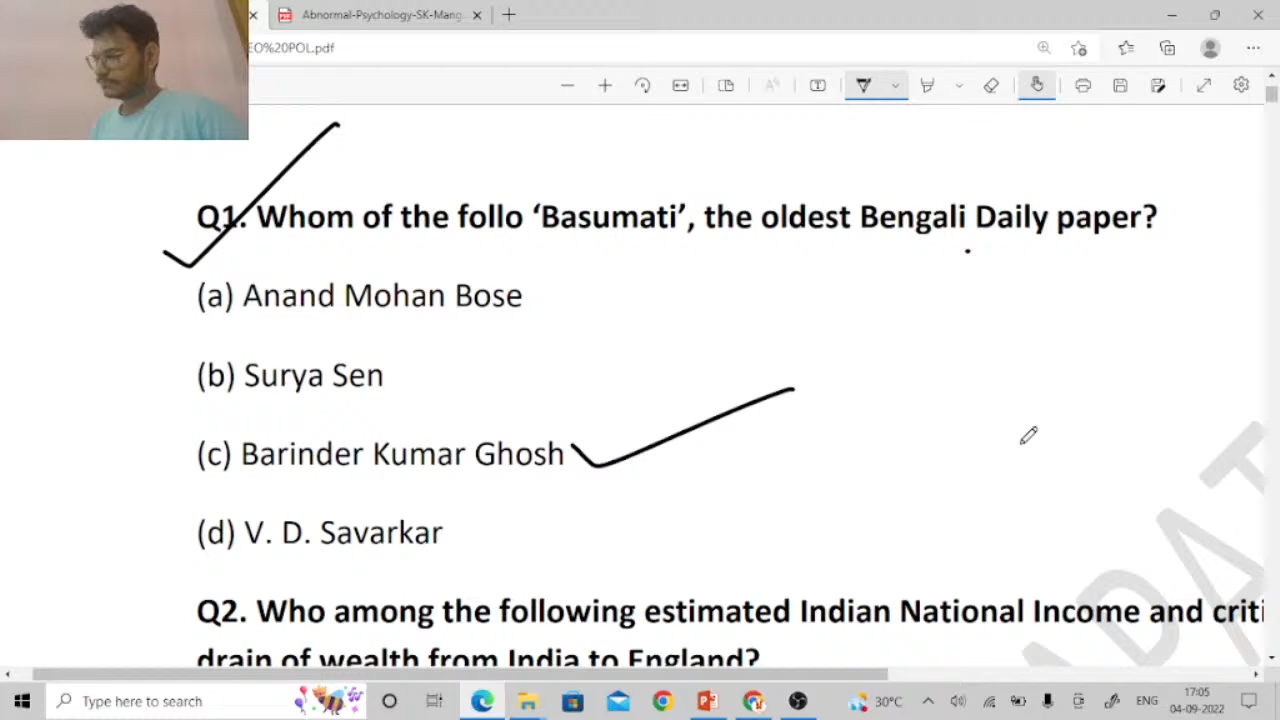 Abnormal-Psychology-SK-Mang
EO%20POL.pdf
Q1. Whom of the follo ‘Basumati’, the oldest Bengali Daily paper?
(a) Anand Mohan Bose
(b) Surya Sen
(c) Barinder Kumar Ghosh
(d) V. D. Savarkar
Q2. Who among the following estimated Indian National Income and criti
drain of wealth from India to England?
ADAT
Type here to search
30°C
ENG
17:05
04-09-2022